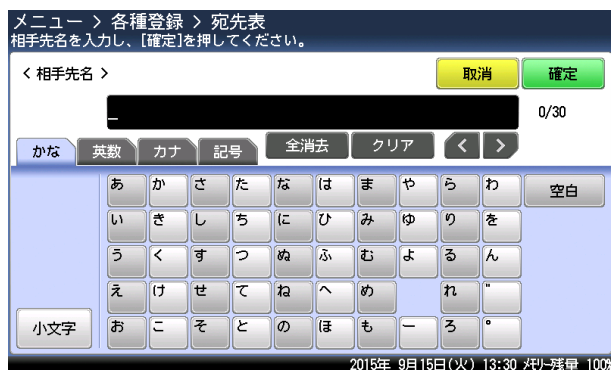 メニュー > 各種登録 > 宛先表
相手先名を入力し、[確定]を押してください。
< 相手先名 > 取消 確定
_ 0/30
かな 英数 カナ 記号 全消去 クリア < >
あ か さ た な は ま や ら わ 空白
い き し ち に ひ み ゆ り を
う く す つ ぬ ふ む よ る ん
え け せ て ね へ め れ ゛
小文字 お こ そ と の ほ も ー ろ ゜
2015年 9月15日(火) 13:30 メモリー残量 100%